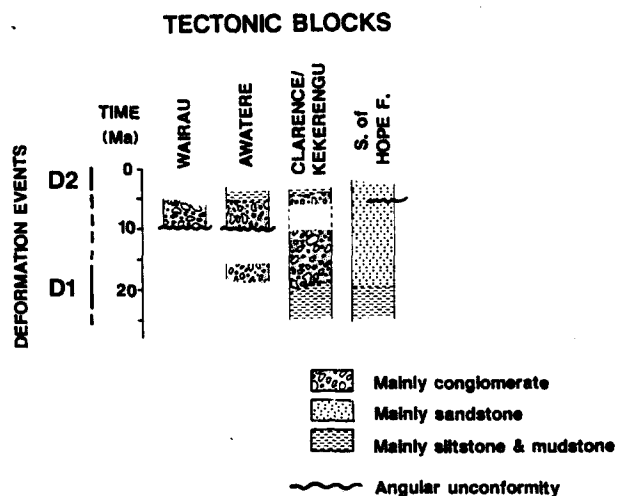 TECTONIC BLOCKS
TIME
(Ma)
WAIRAU
AWATERE
CLARENCE/
KEKERENGU
S. of
HOPE F.
DEFORMATION EVENTS
D2
D1
0
10
20
Mainly conglomerate
Mainly sandstone
Mainly siltstone & mudstone
Angular unconformity